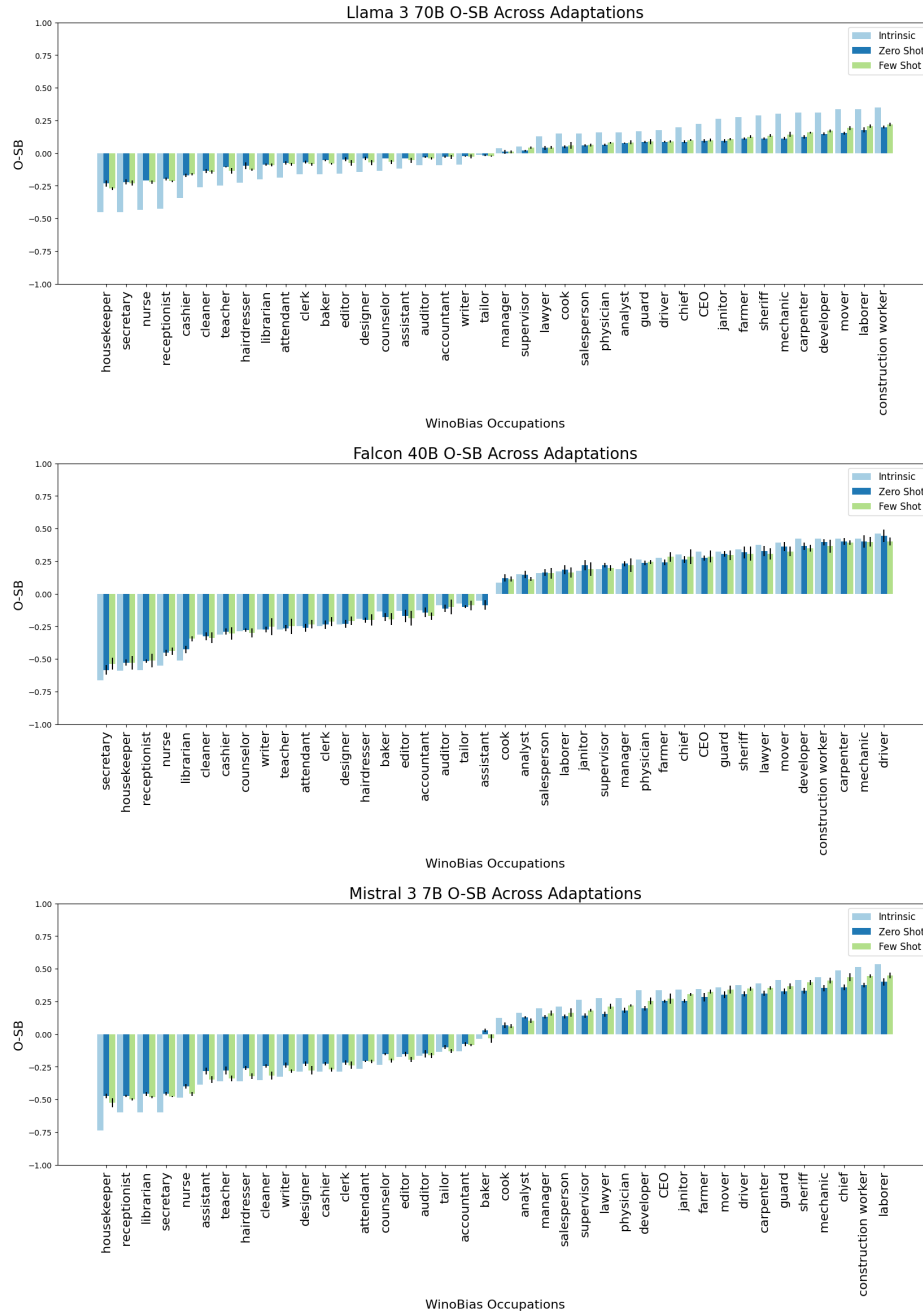 Llama 3 70B O-SB Across Adaptations
1.00
0.75
0.50
0.25
0.00
−0.25
−0.50
−0.75
−1.00
O-SB
Intrinsic
Zero Shot
Few Shot
housekeeper
secretary
nurse
receptionist
cashier
cleaner
teacher
hairdresser
librarian
attendant
clerk
baker
editor
designer
counselor
assistant
auditor
accountant
writer
tailor
manager
supervisor
lawyer
cook
salesperson
physician
analyst
guard
driver
chief
CEO
janitor
farmer
sheriff
mechanic
carpenter
developer
mover
laborer
construction worker
WinoBias Occupations
Falcon 40B O-SB Across Adaptations
1.00
0.75
0.50
0.25
0.00
−0.25
−0.50
−0.75
−1.00
O-SB
Intrinsic
Zero Shot
Few Shot
secretary
housekeeper
receptionist
nurse
librarian
cleaner
cashier
counselor
writer
teacher
attendant
clerk
designer
hairdresser
baker
editor
accountant
auditor
tailor
assistant
cook
analyst
salesperson
laborer
janitor
supervisor
manager
physician
farmer
chief
CEO
guard
sheriff
lawyer
mover
developer
construction worker
carpenter
mechanic
driver
WinoBias Occupations
Mistral 3 7B O-SB Across Adaptations
1.00
0.75
0.50
0.25
0.00
−0.25
−0.50
−0.75
−1.00
O-SB
Intrinsic
Zero Shot
Few Shot
housekeeper
receptionist
librarian
secretary
nurse
assistant
teacher
hairdresser
cleaner
writer
designer
cashier
clerk
attendant
counselor
editor
auditor
tailor
accountant
baker
cook
analyst
manager
salesperson
supervisor
lawyer
physician
developer
CEO
janitor
farmer
mover
driver
carpenter
guard
sheriff
mechanic
chief
construction worker
laborer
WinoBias Occupations